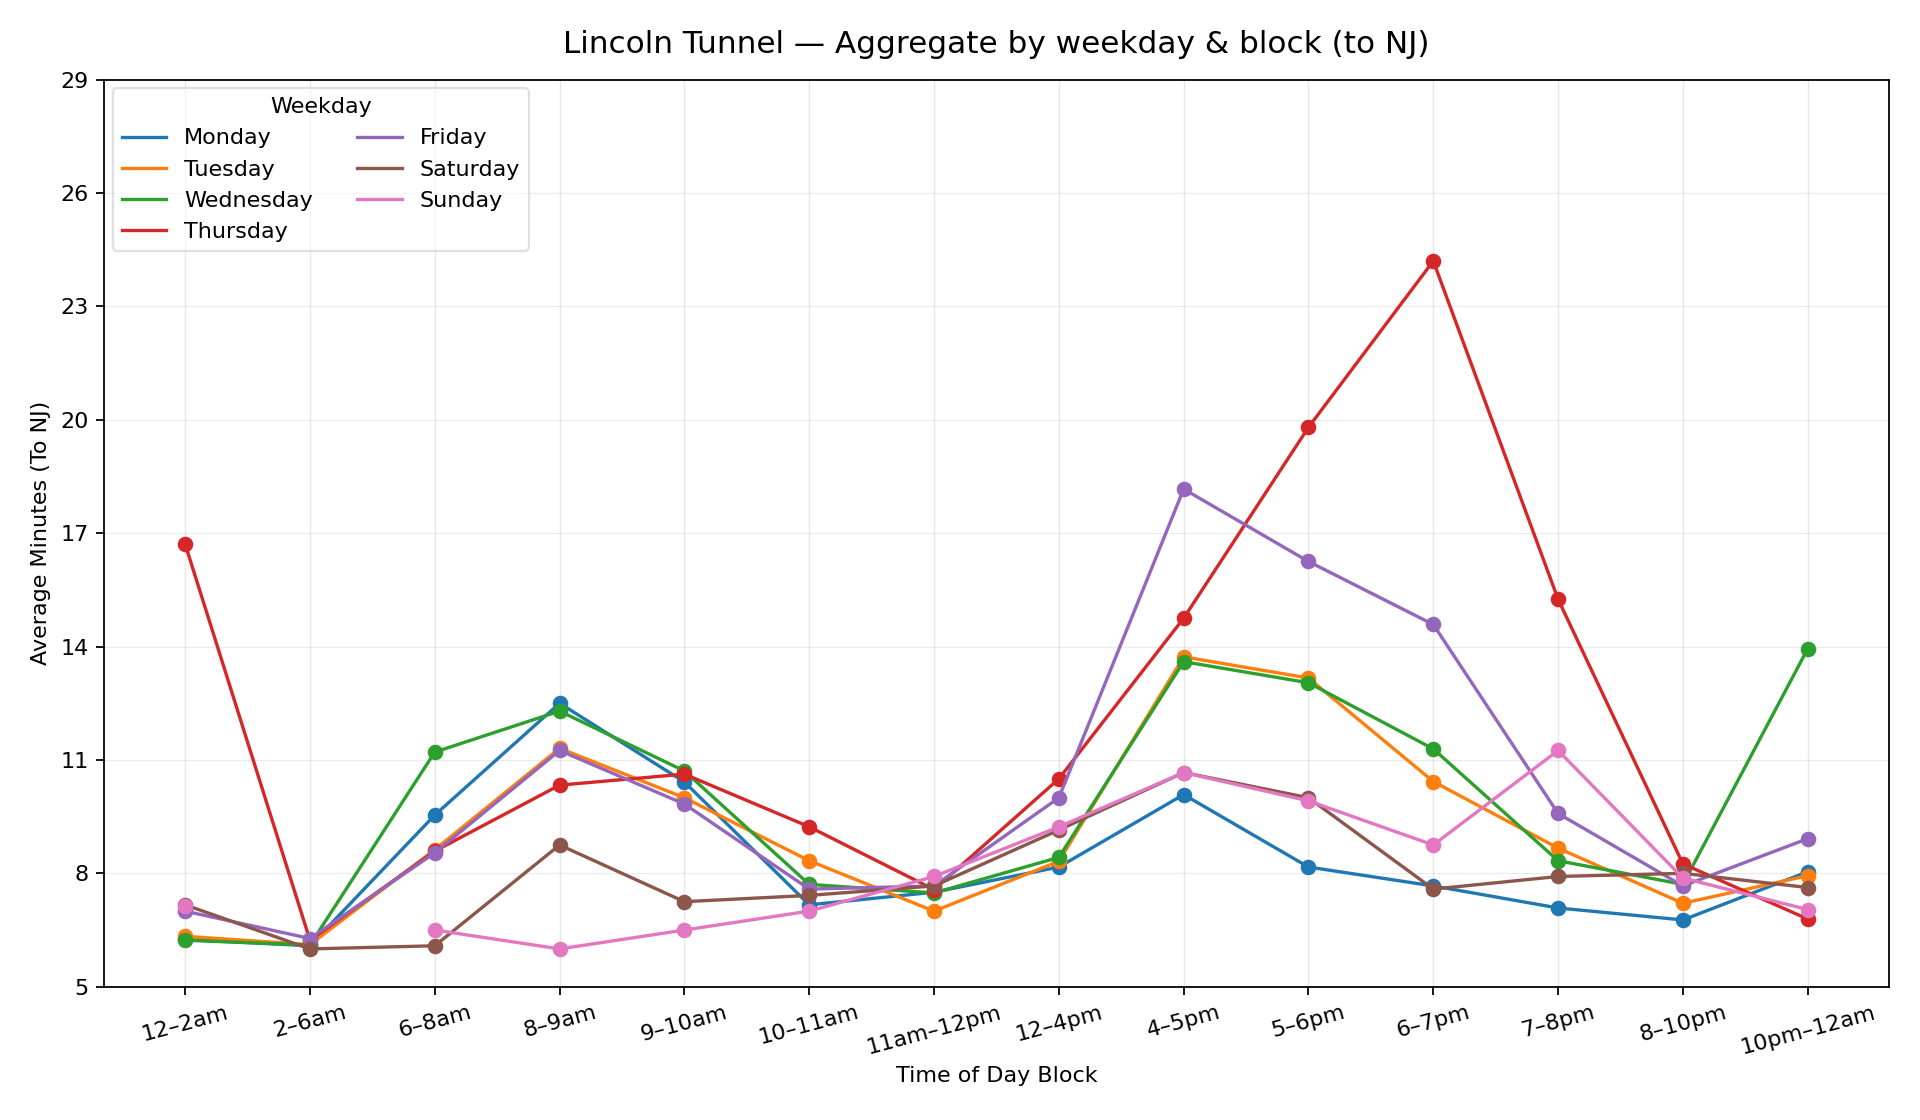 Lincoln Tunnel — Aggregate by weekday & block (to NJ)
Weekday
Monday
Tuesday
Wednesday
Thursday
Friday
Saturday
Sunday
Average Minutes (To NJ)
29
26
23
20
17
14
11
8
5
12–2am
2–6am
6–8am
8–9am
9–10am
10–11am
11am–12pm
12–4pm
4–5pm
5–6pm
6–7pm
7–8pm
8–10pm
10pm–12am
Time of Day Block